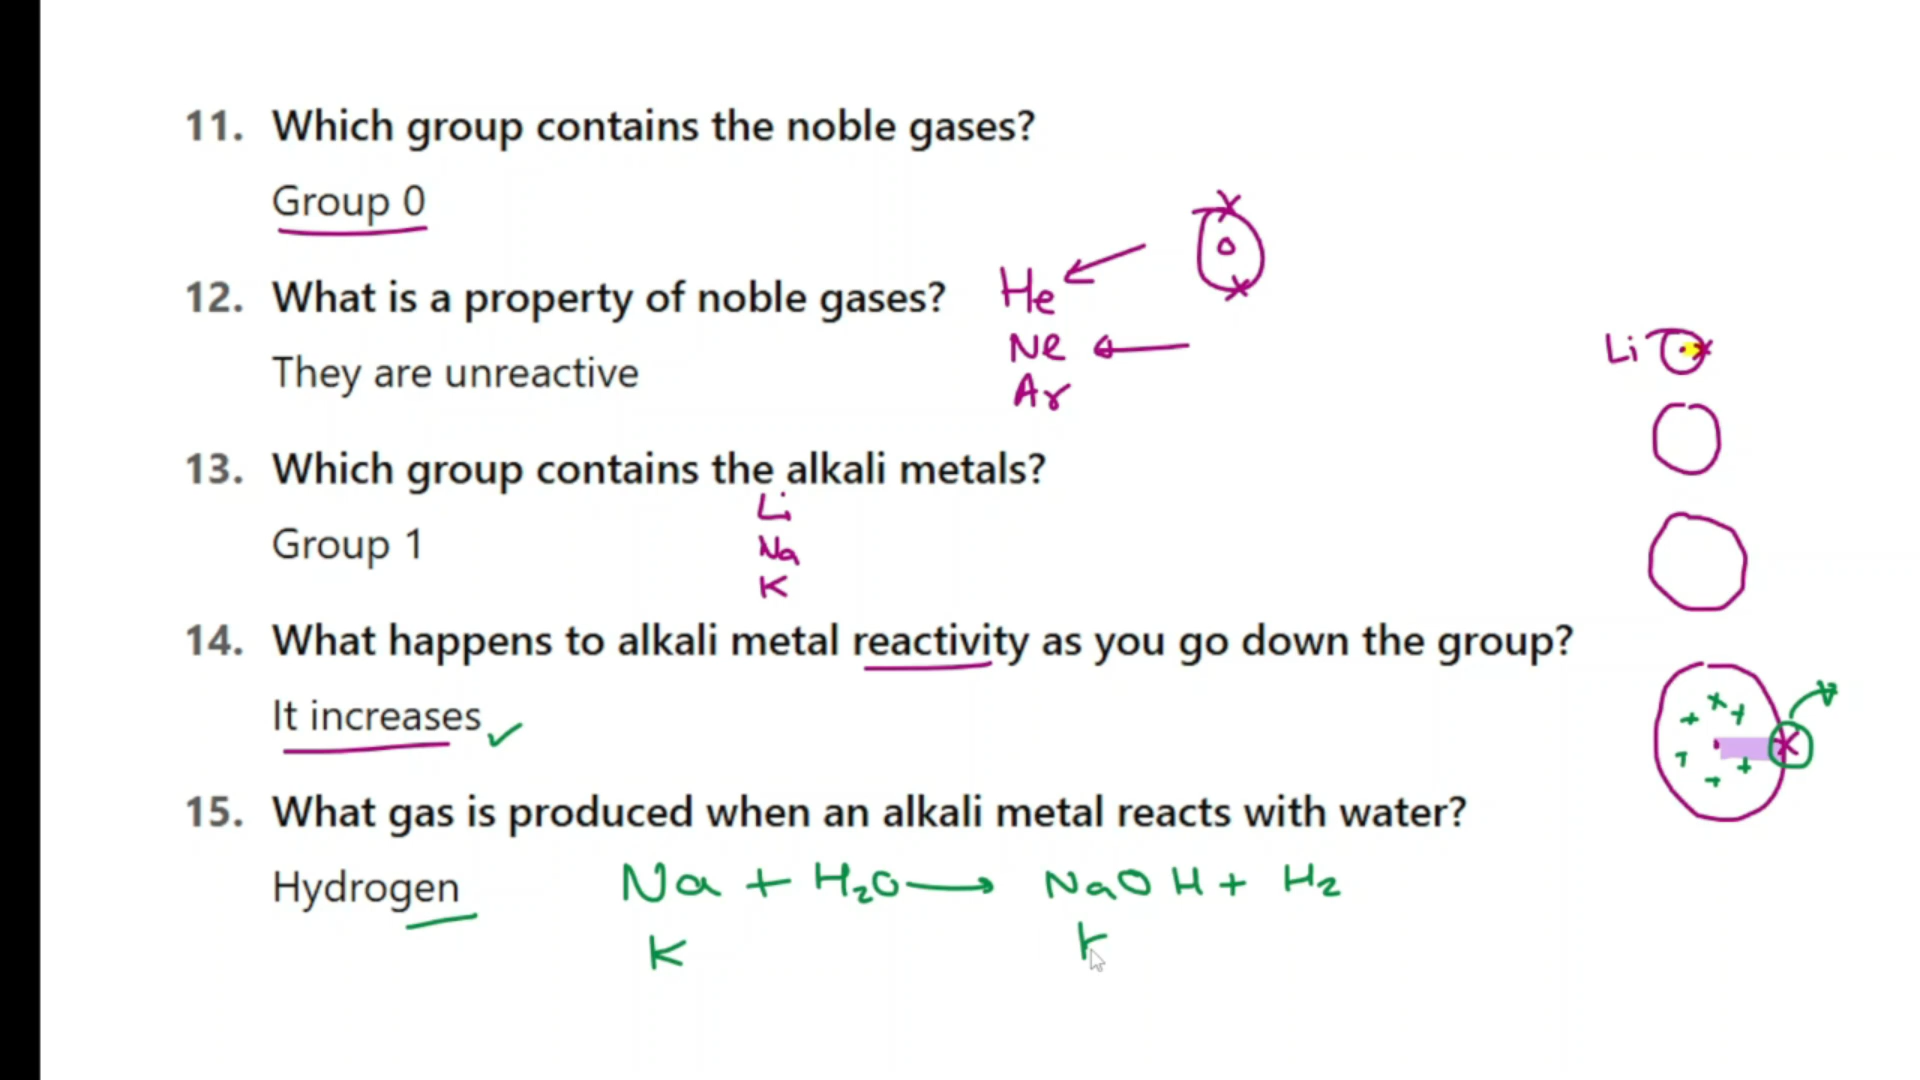 11. Which group contains the noble gases?
Group 0
12. What is a property of noble gases?
He
Ne
They are unreactive
Ar
Li
13. Which group contains the alkali metals?
Li
Group 1
Na
K
14. What happens to alkali metal reactivity as you go down the group?
It increases
15. What gas is produced when an alkali metal reacts with water?
Hydrogen
Na + H₂O → NaOH + H₂
K